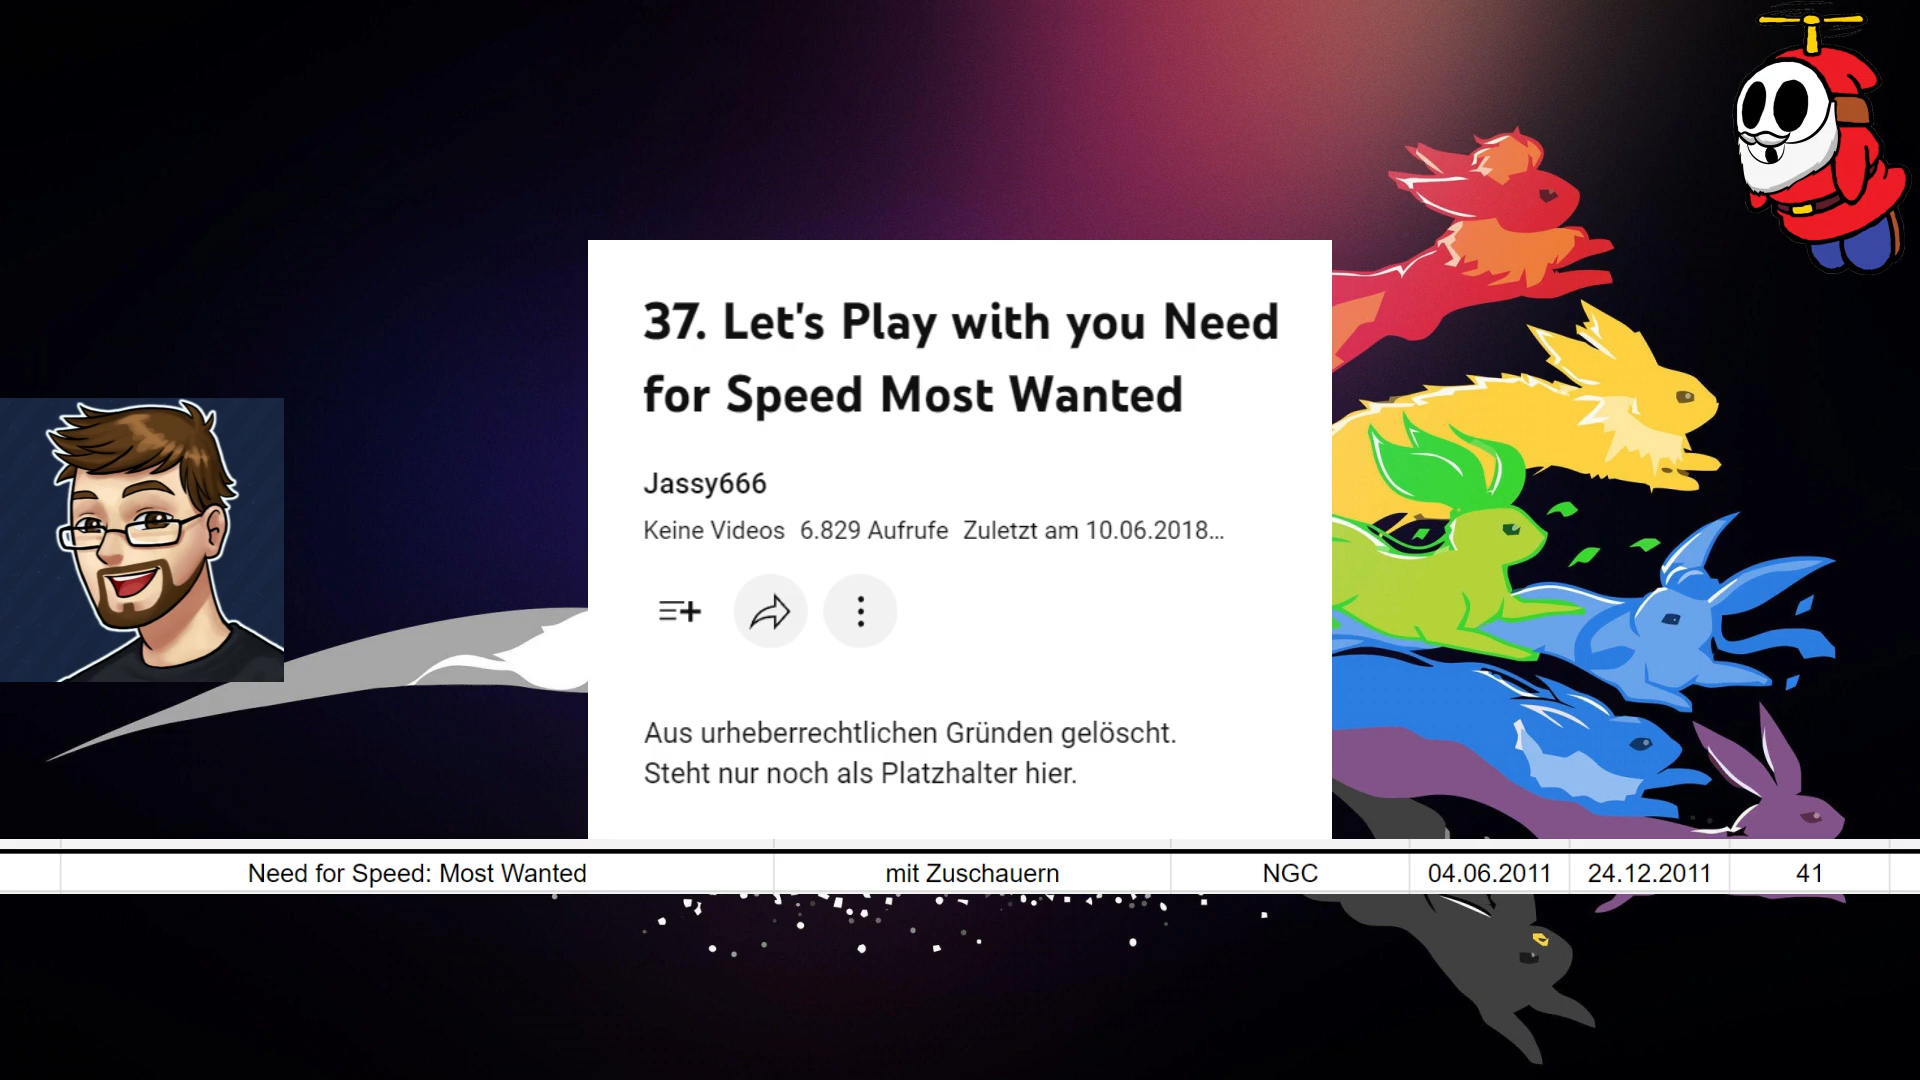 37. Let's Play with you Need
for Speed Most Wanted
Jassy666
Keine Videos 6.829 Aufrufe Zuletzt am 10.06.2018...
Aus urheberrechtlichen Gründen gelöscht.
Steht nur noch als Platzhalter hier.
Need for Speed: Most Wanted mit Zuschauern NGC 04.06.2011 24.12.2011 41